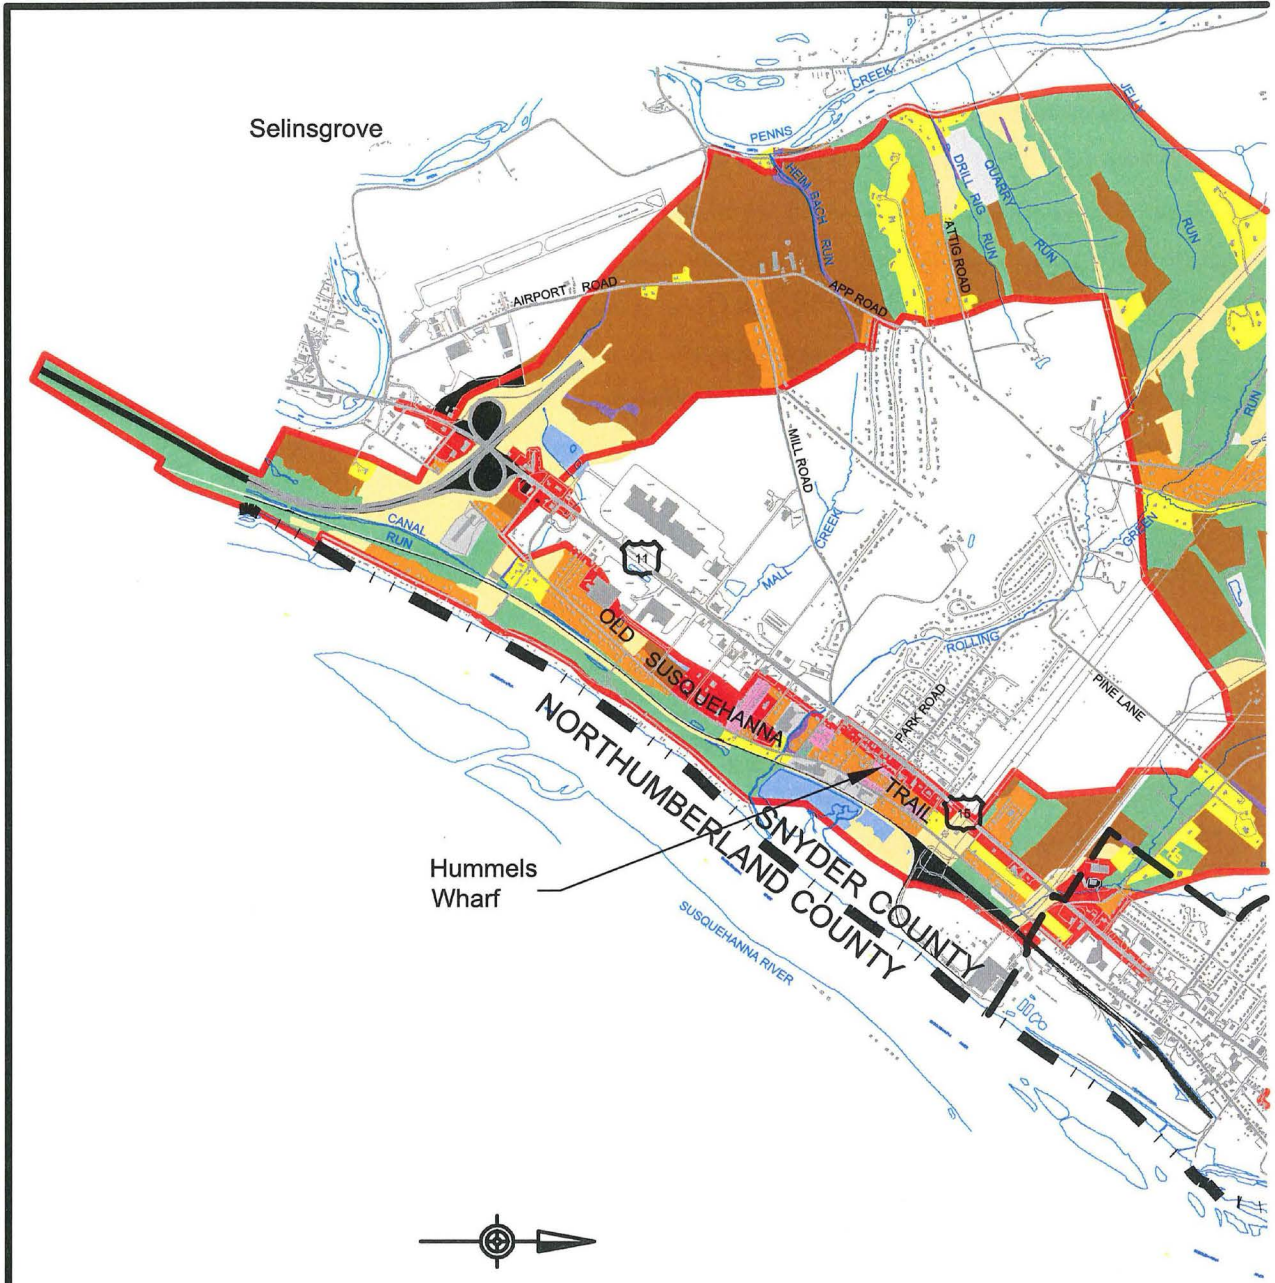 Selinsgrove
PENNS
CREEK
JELLY
RUN
HEIM BACH
RUN
DRILL RIG
RUN
QUARRY
RUN
ATTIG ROAD
AIRPORT ROAD
APP ROAD
MILL ROAD
RUN
GREEN
CANAL
RUN
11
CREEK
MALL
OLD SUSQUEHANNA
TRAIL
ROLLING
PARK ROAD
PINE LANE
15
NORTHUMBERLAND COUNTY
SNYDER COUNTY
Hummels
Wharf
SUSQUEHANNA RIVER